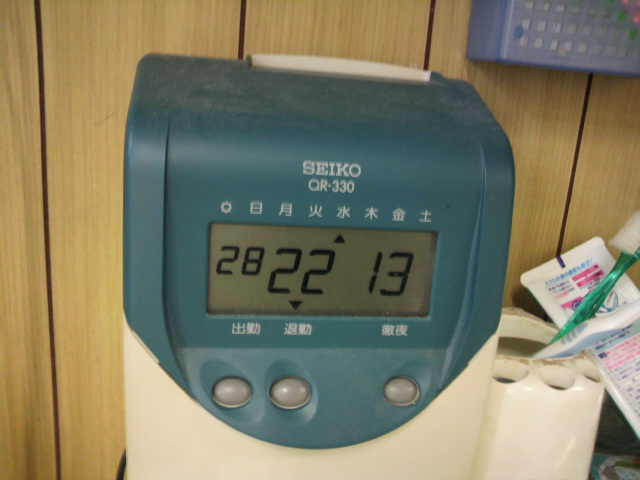 SEIKO
QR-330
日 月 火 水 木 金 土
28 22 13
出勤 退勤 徹夜